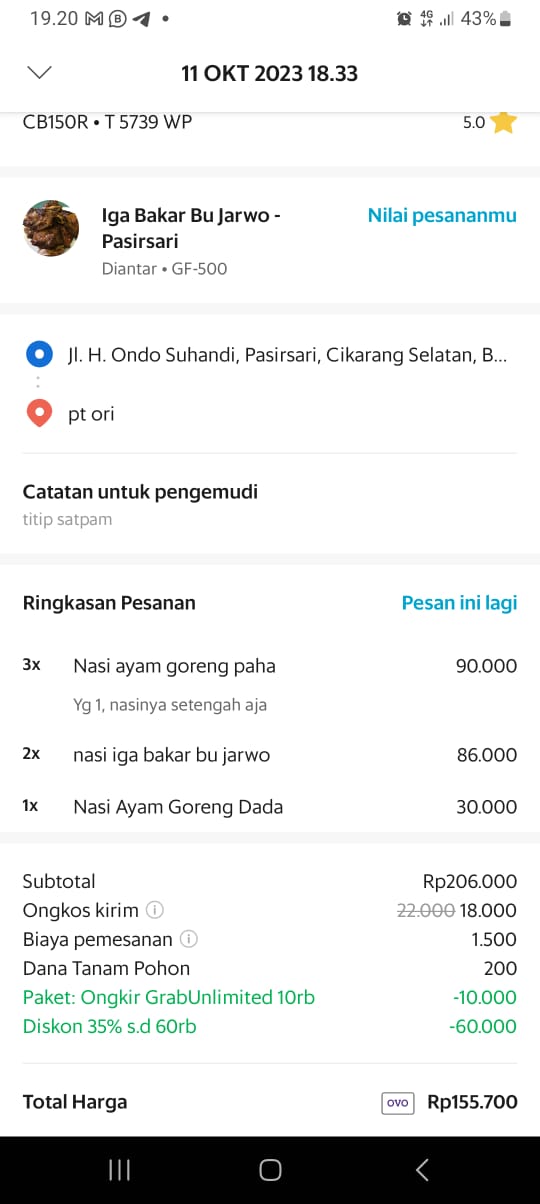 19.20 4G 43%
11 OKT 2023 18.33
CB150R • T 5739 WP 5.0
Iga Bakar Bu Jarwo - Nilai pesananmu
Pasirsari
Diantar • GF-500
Jl. H. Ondo Suhandi, Pasirsari, Cikarang Selatan, B...
pt ori
Catatan untuk pengemudi
titip satpam
Ringkasan Pesanan Pesan ini lagi
3x Nasi ayam goreng paha 90.000
Yg 1, nasinya setengah aja
2x nasi iga bakar bu jarwo 86.000
1x Nasi Ayam Goreng Dada 30.000
Subtotal Rp206.000
Ongkos kirim 22.000 18.000
Biaya pemesanan 1.500
Dana Tanam Pohon 200
Paket: Ongkir GrabUnlimited 10rb -10.000
Diskon 35% s.d 60rb -60.000
Total Harga OVO Rp155.700